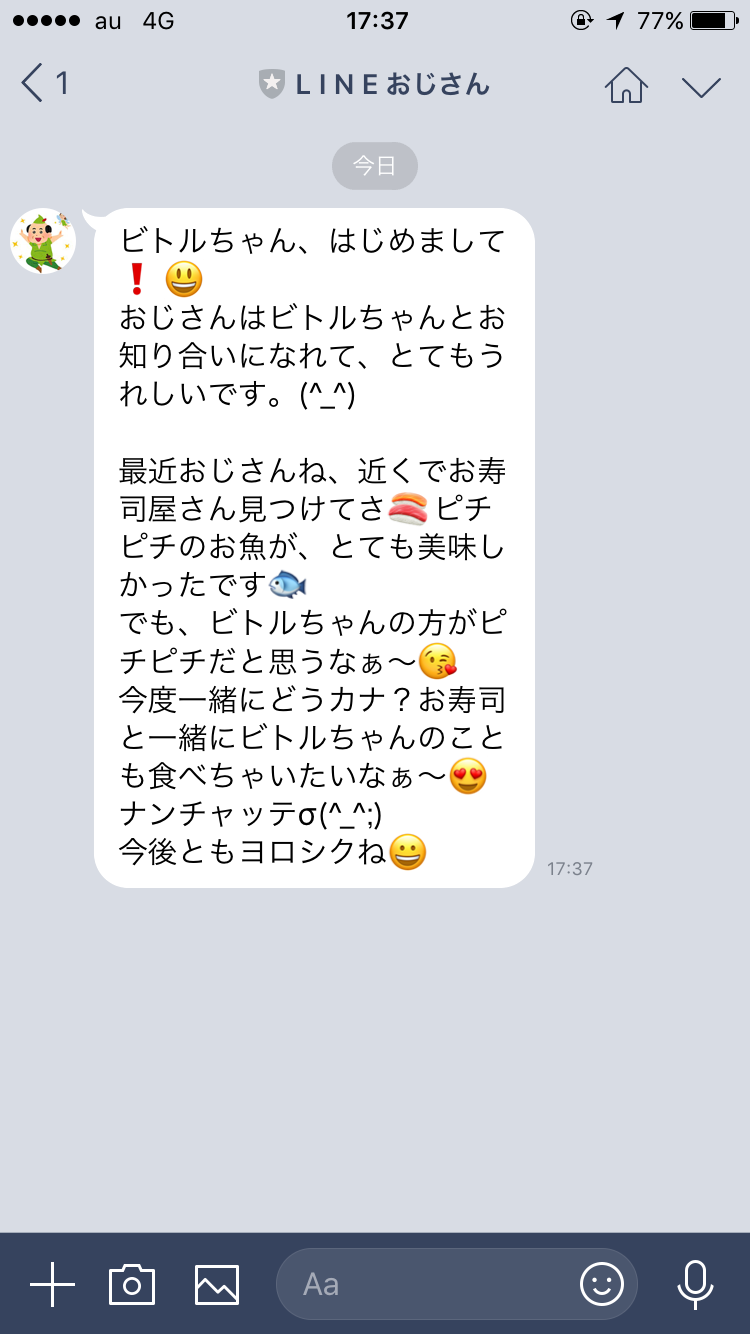 au 4G 17:37 77%
1 LINEおじさん
今日
ビトルちゃん、はじめまして
❗😃
おじさんはビトルちゃんとお
知り合いになれて、とてもう
れしいです。(^_^)
最近おじさんね、近くでお寿
司屋さん見つけてさ🍣ピチ
ピチのお魚が、とても美味し
かったです🐟
でも、ビトルちゃんの方がピ
チピチだと思うなぁ〜😘
今度一緒にどうカナ？お寿司
と一緒にビトルちゃんのこと
も食べちゃいたいなぁ〜😍
ナンチャッテσ(^_^;)
今後ともヨロシクね😀
17:37
Aa